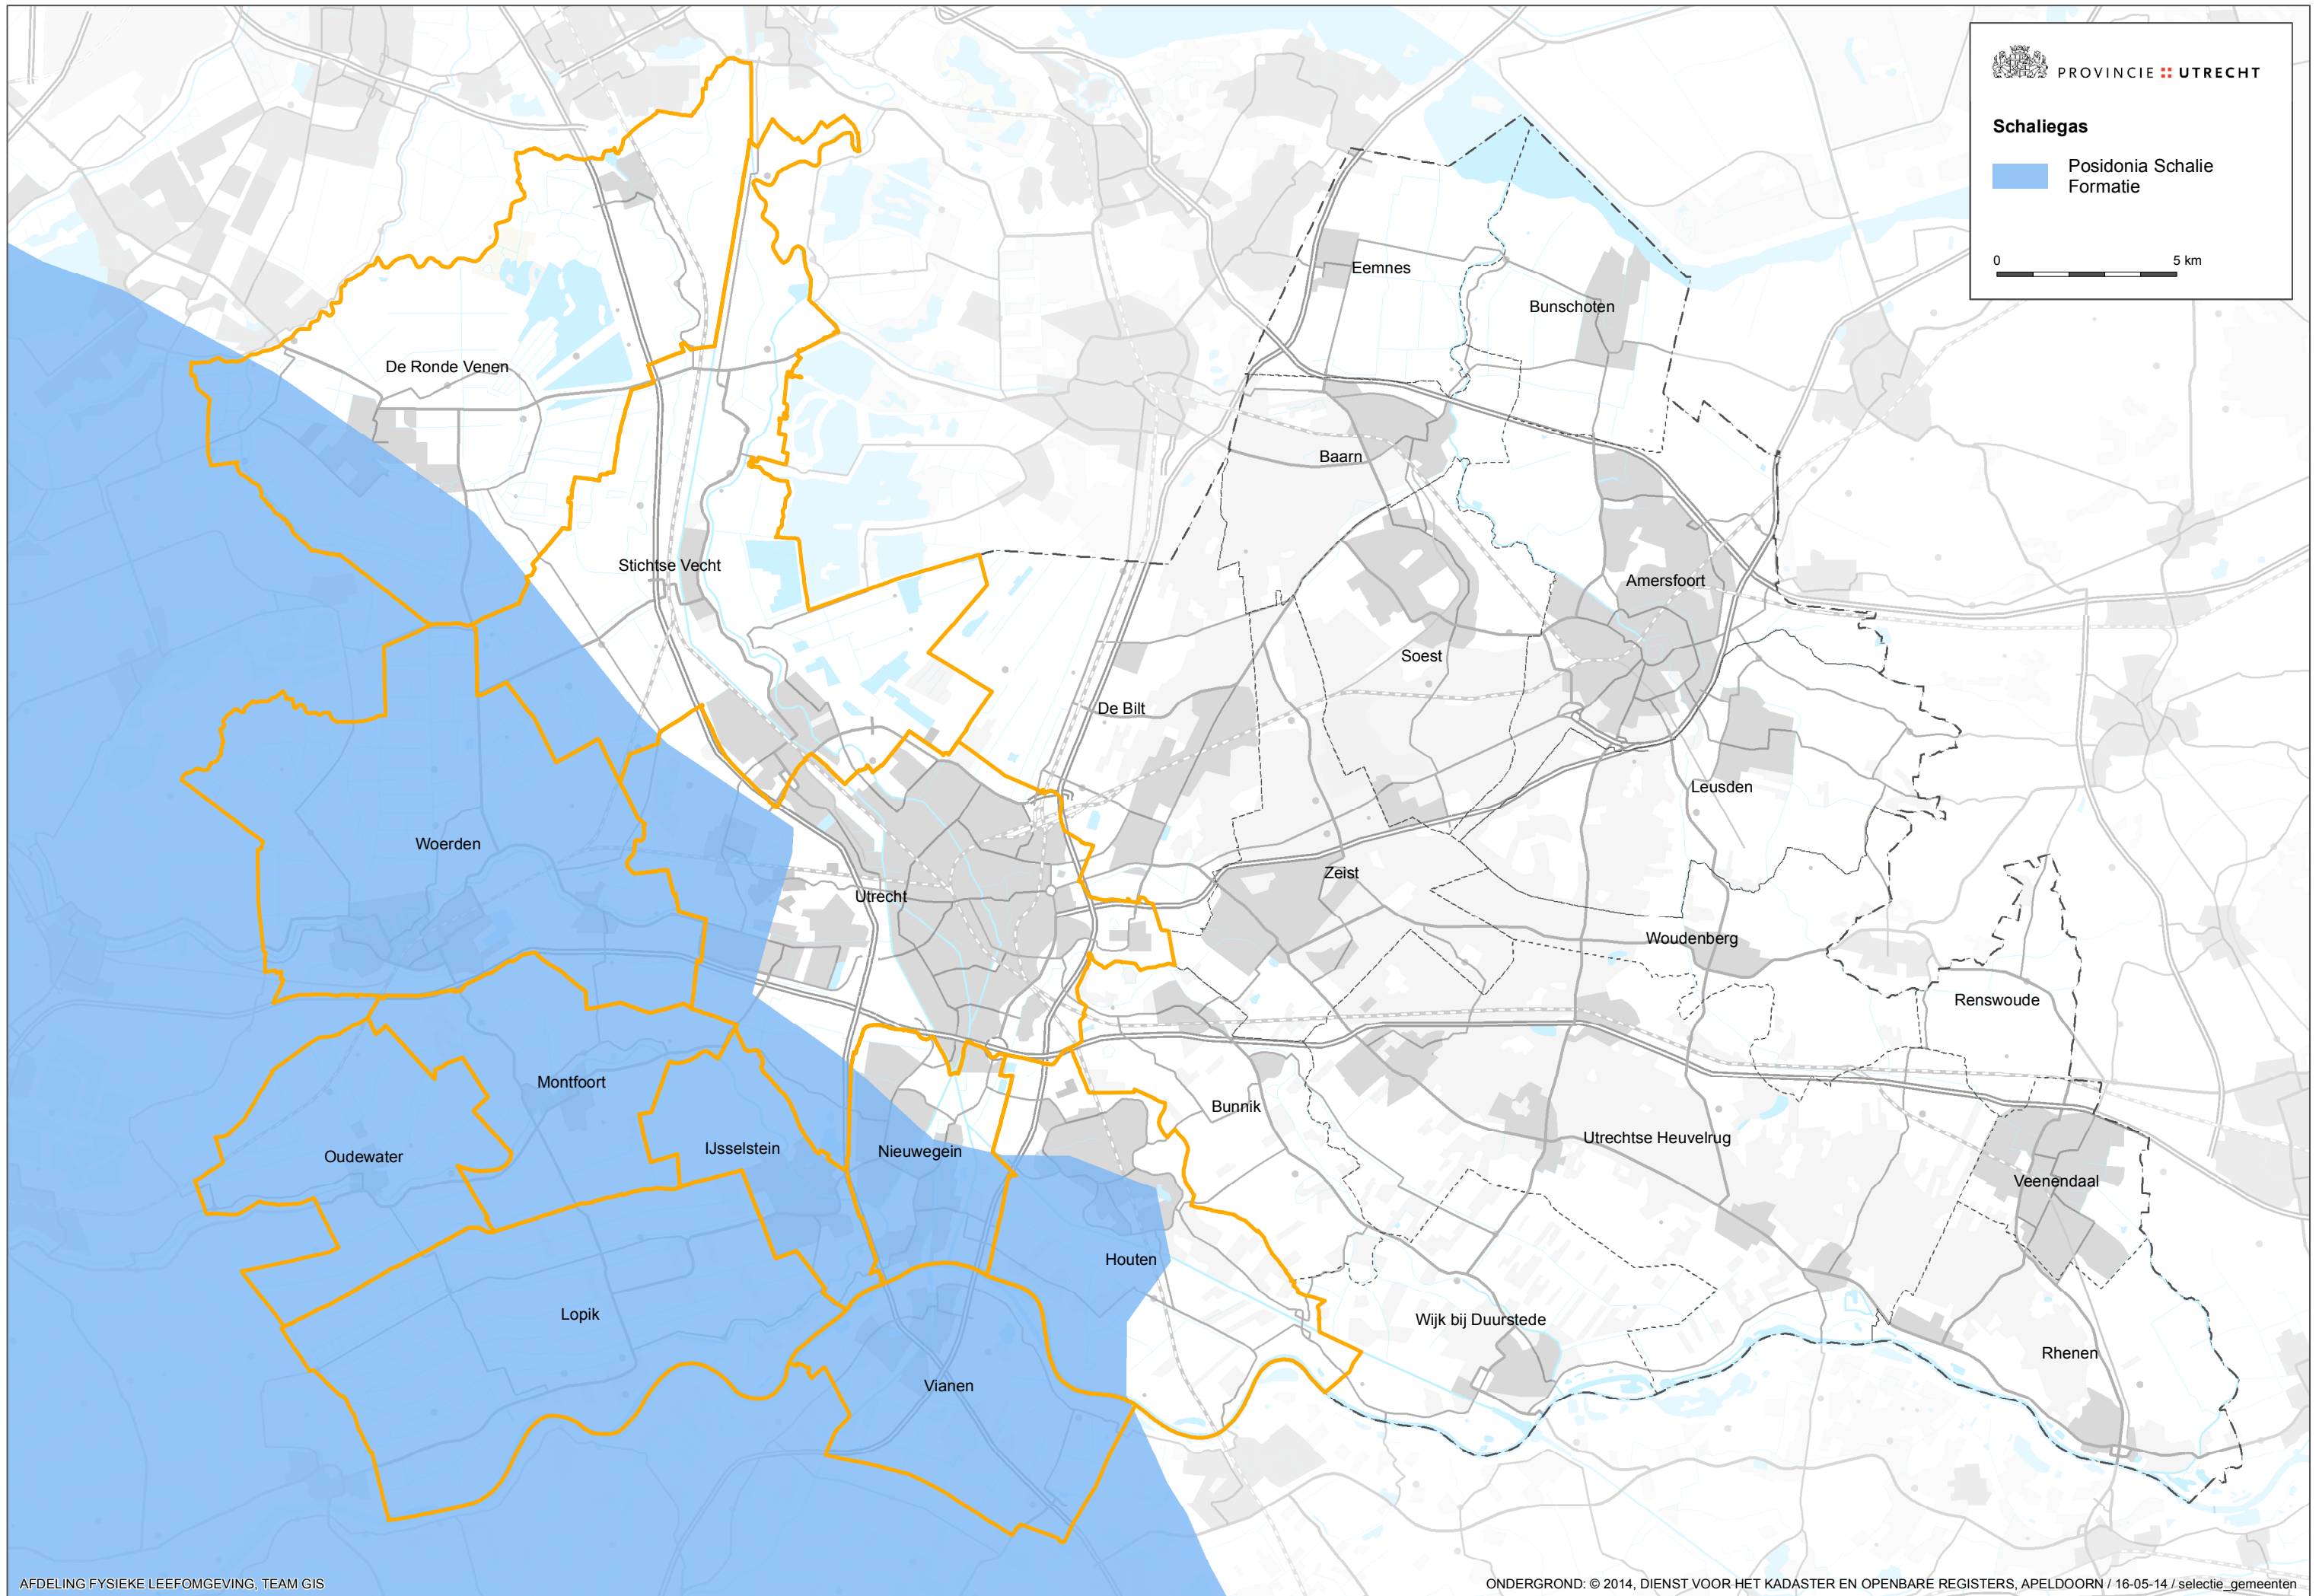 PROVINCIE UTRECHT
Schaliegas
Posidonia Schalie
Formatie
0 5 km
Eemnes
Bunschoten
De Ronde Venen
Baarn
Stichtse Vecht
Amersfoort
Soest
De Bilt
Leusden
Woerden
Zeist
Utrecht
Woudenberg
Renswoude
Montfoort
Bunnik
Utrechtse Heuvelrug
IJsselstein
Nieuwegein
Oudewater
Veenendaal
Houten
Lopik
Wijk bij Duurstede
Rhenen
Vianen
AFDELING FYSIEKE LEEFOMGEVING, TEAM GIS
ONDERGROND: © 2014, DIENST VOOR HET KADASTER EN OPENBARE REGISTERS, APELDOORN / 16-05-14 / selectie_gemeenten